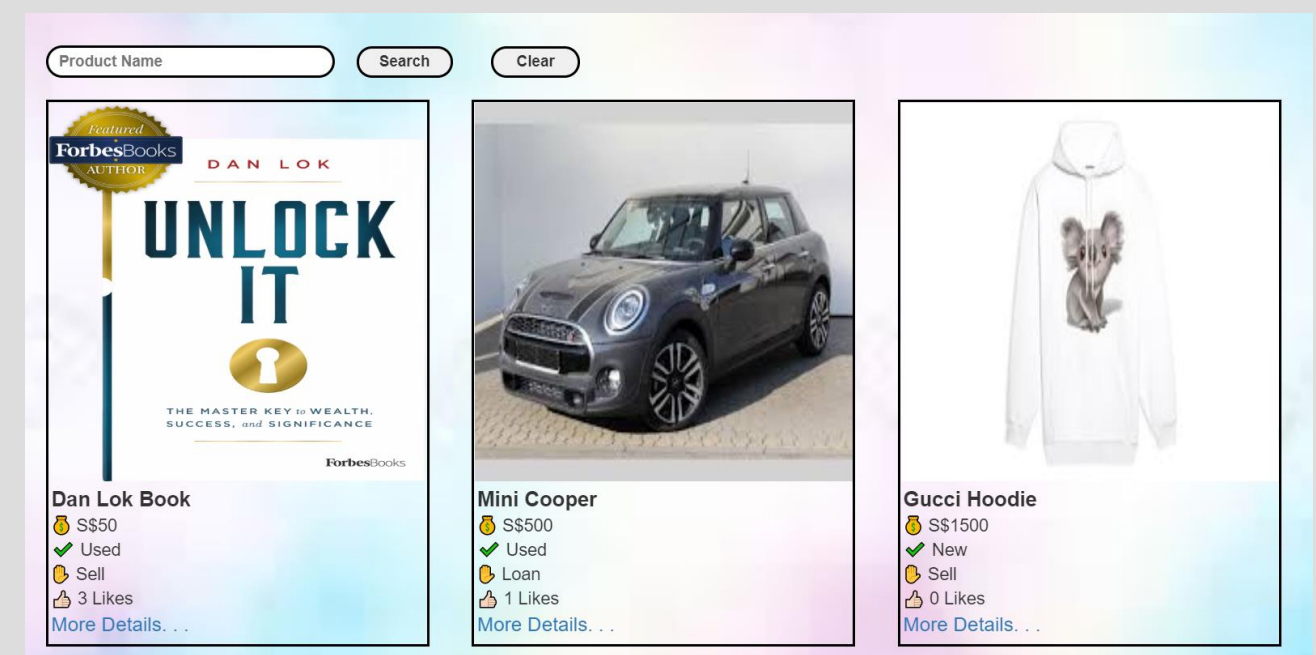 Product Name
Search
Clear
Featured
ForbesBooks
AUTHOR
DAN LOK
UNLOCK
IT
THE MASTER KEY to WEALTH,
SUCCESS, and SIGNIFICANCE
ForbesBooks
Dan Lok Book
S$50
Used
Sell
3 Likes
More Details. . .
Mini Cooper
S$500
Used
Loan
1 Likes
More Details. . .
Gucci Hoodie
S$1500
New
Sell
0 Likes
More Details. . .